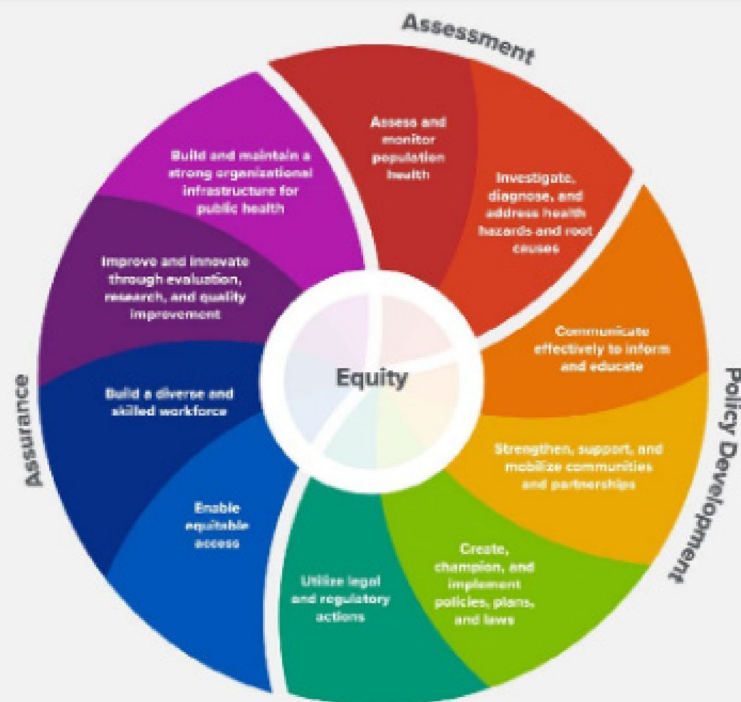 Assessment
Assess and
monitor
population
health
Investigate,
diagnose, and
address health
hazards and root
causes
Policy Development
Communicate
effectively to inform
and educate
Strengthen, support, and
mobilize communities
and partnerships
Create,
champion, and
implement
policies, plans,
and laws
Utilize legal
and regulatory
actions
Assurance
Enable
equitable
access
Build a diverse and
skilled workforce
Improve and innovate
through evaluation,
research, and quality
improvement
Build and maintain a
strong organizational
infrastructure for
public health
Equity